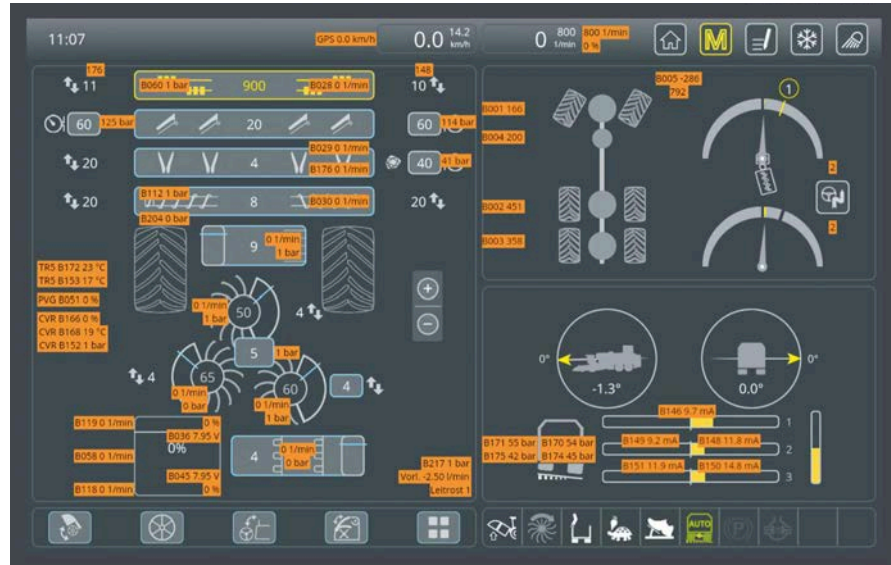 11:07
GPS 0.0 km/h
0.0 14.2
km/h
0 800
1/min
800 1/min
0 %
M
176
11
B060 1 bar
900
B028 0 1/min
148
10
60
125 bar
20
60
114 bar
20
4
B029 0 1/min
B176 0 1/min
40
41 bar
20
B112 1 bar
8
B030 0 1/min
20
B204 0 bar
9
0 1/min
1 bar
TR5 B172 23 °C
TR5 B153 17 °C
PVG B051 0 %
CVR B166 0 %
CVR B168 19 °C
CVR B152 1 bar
0 1/min
1 bar
50
4
5
1 bar
4
65
60
4
0 1/min
0 bar
0 1/min
1 bar
B119 0 1/min
0 %
B036 7.95 V
0%
B058 0 1/min
B045 7.95 V
B118 0 1/min
0 %
4
0 1/min
0 bar
B217 1 bar
Vorl. -2.50 l/min
Leitrost 1
B005 -286
792
1
B001 166
B004 200
2
B002 451
2
B003 358
0°
-1.3°
0.0°
0°
B146 9.7 mA
1
B171 55 bar
B170 54 bar
B149 9.2 mA
B148 11.8 mA
2
B175 42 bar
B174 45 bar
B151 11.9 mA
B150 14.8 mA
3
AUTO
(P)